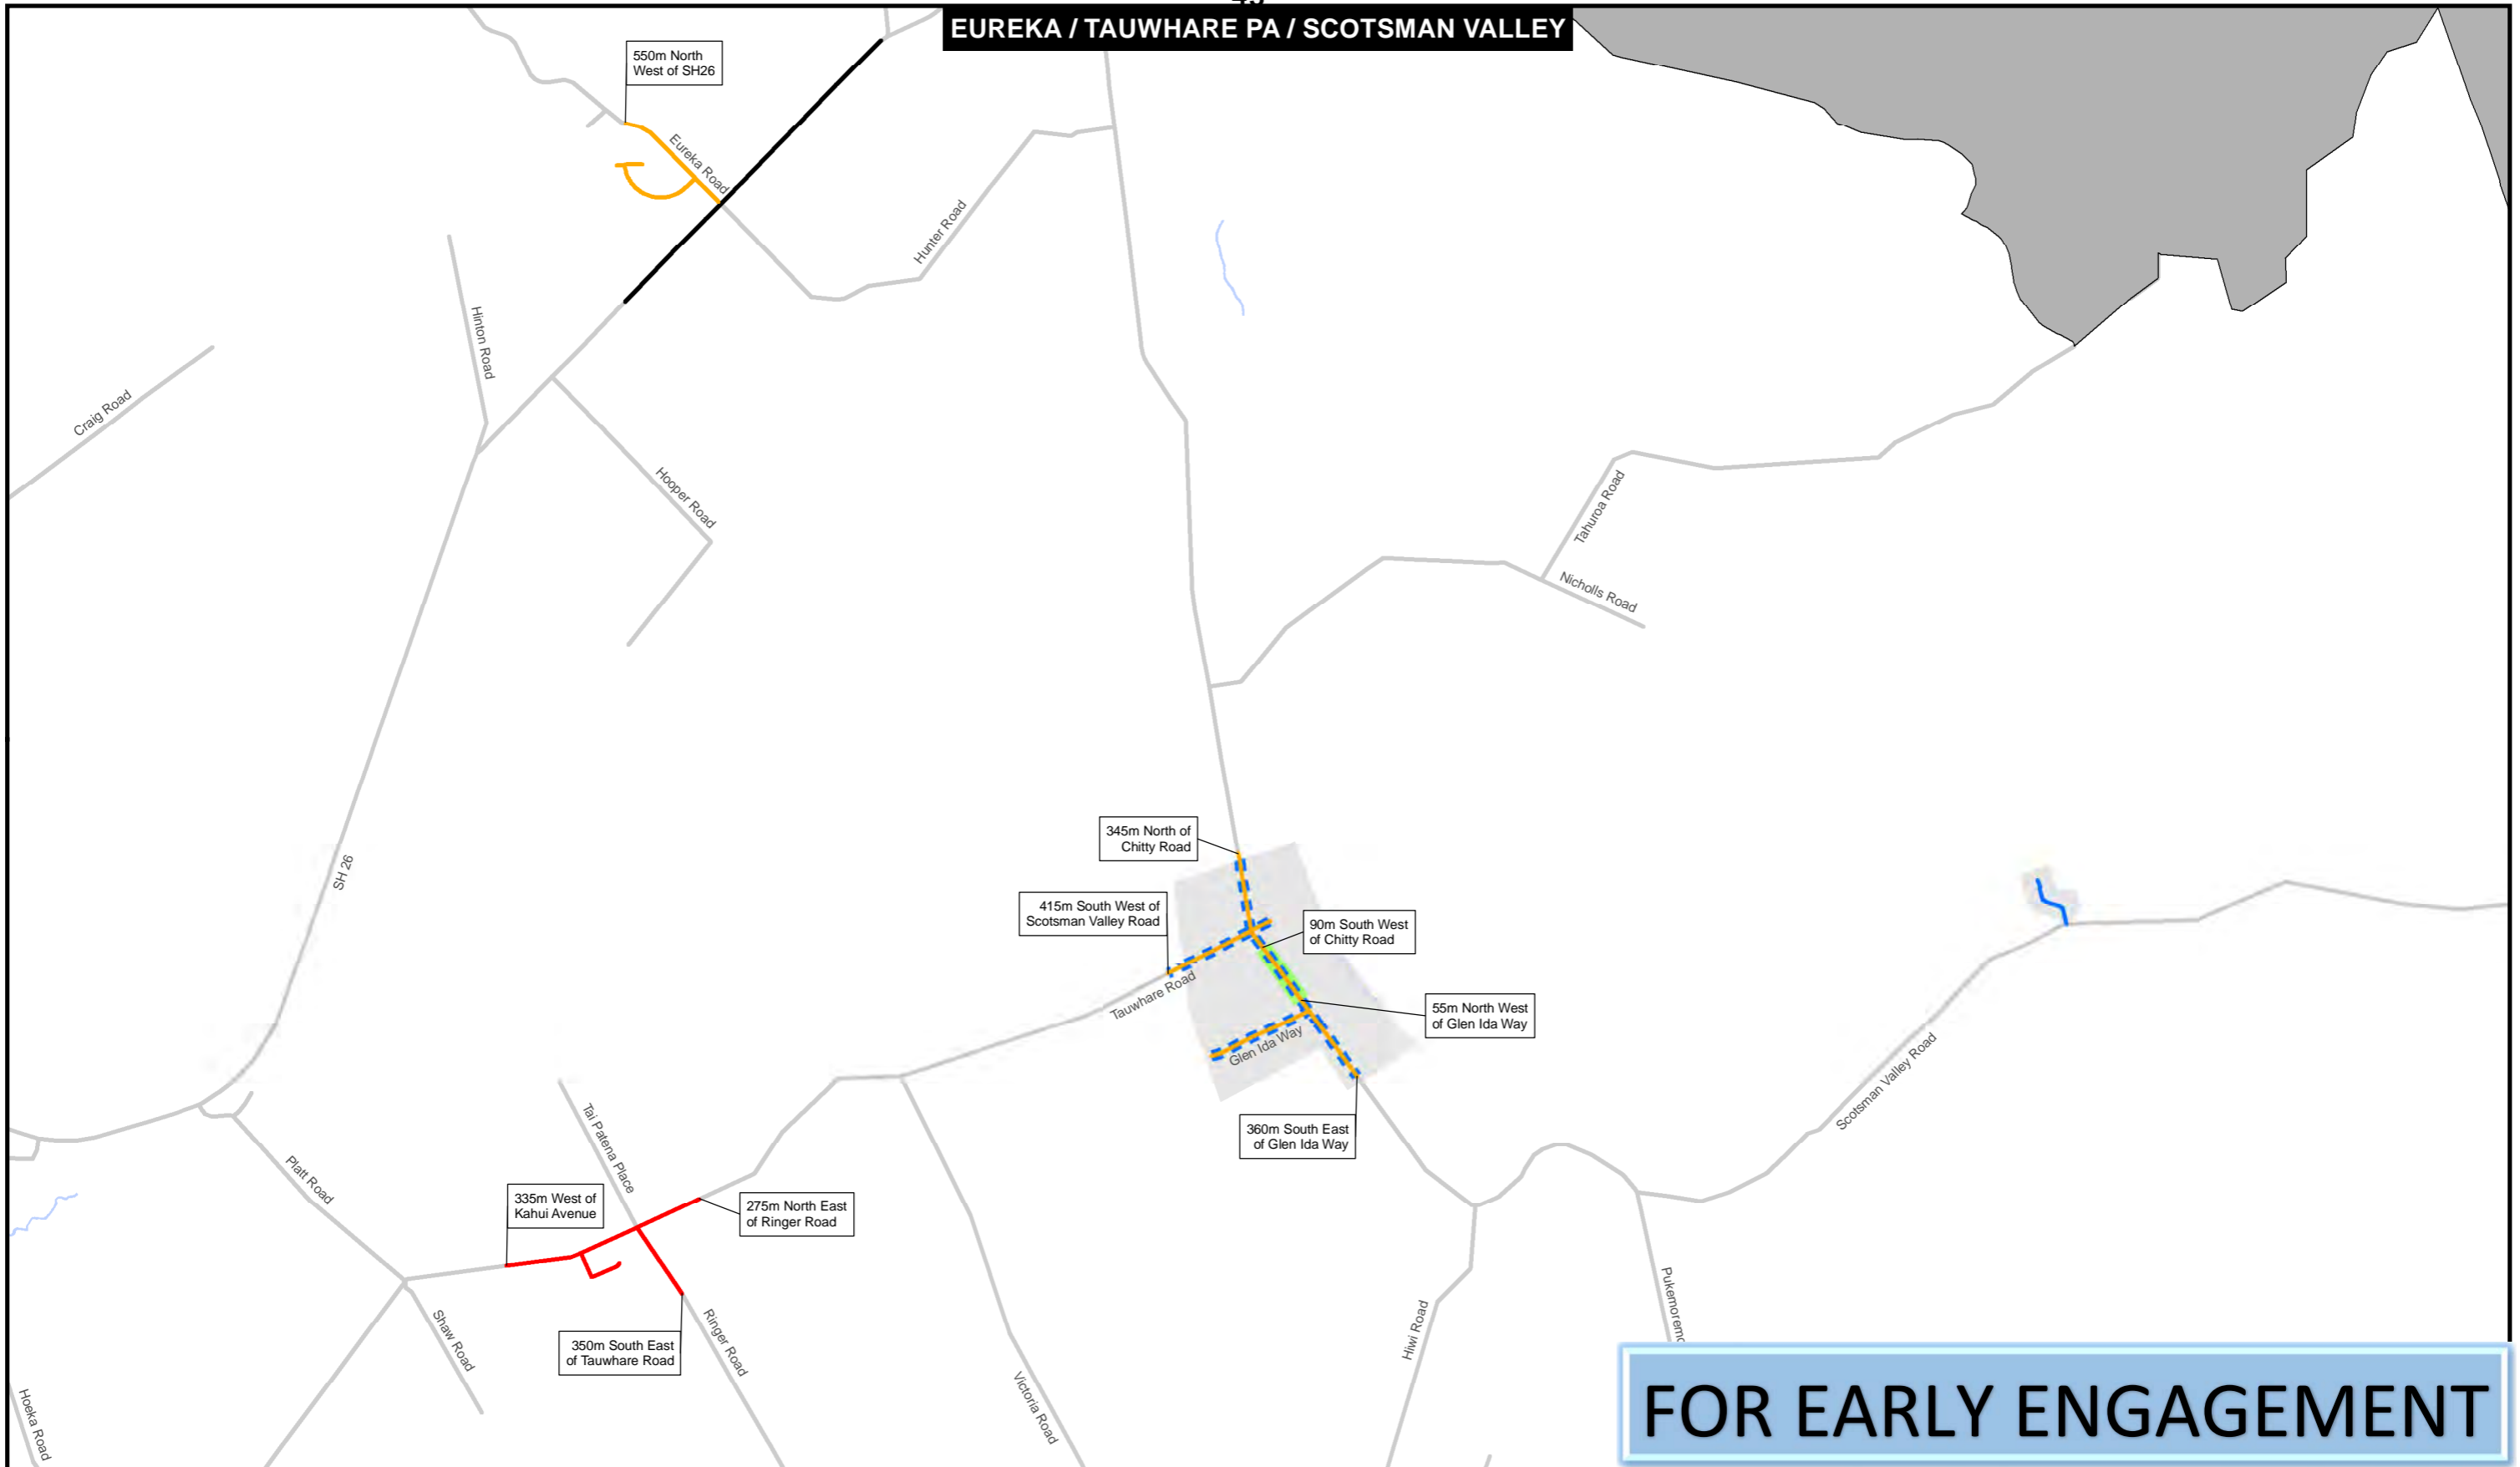 EUREKA / TAUWHARE PA / SCOTSMAN VALLEY
550m North
West of SH26
Eureka Road
Hunter Road
Hinton Road
Craig Road
Hooper Road
Tahuroa Road
Nicholls Road
SH 26
345m North of
Chitty Road
415m South West of
Scotsman Valley Road
90m South West
of Chitty Road
Tauwhare Road
55m North West
of Glen Ida Way
Glen Ida Way
Scotsman Valley Road
360m South East
of Glen Ida Way
Tai Patena Place
Platt Road
335m West of
Kahui Avenue
275m North East
of Ringer Road
Pukemoremo
Hiwi Road
Shaw Road
350m South East
of Tauwhare Road
Ringer Road
Victoria Road
Hoeka Road
FOR EARLY ENGAGEMENT